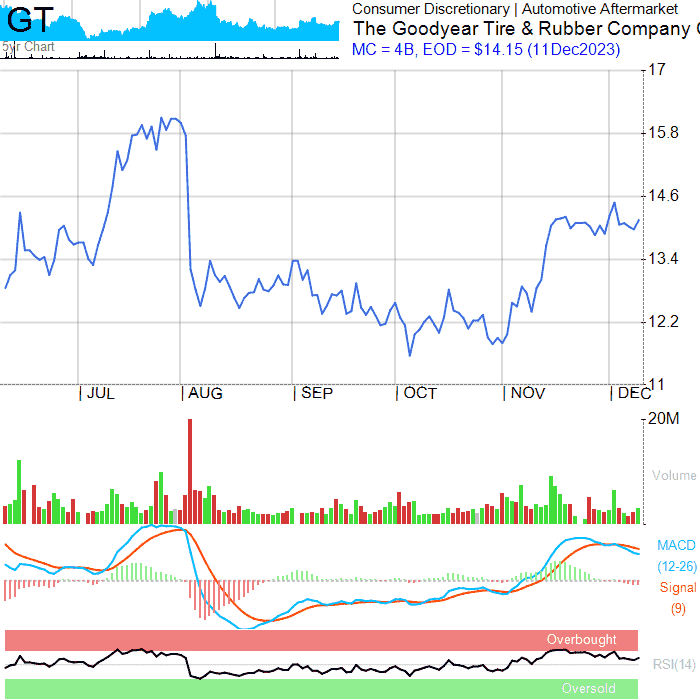 GT
5yr Chart
Consumer Discretionary | Automotive Aftermarket
The Goodyear Tire & Rubber Company
MC = 4B, EOD = $14.15 (11Dec2023)
17
15.8
14.6
13.4
12.2
11
JUL AUG SEP OCT NOV DEC
20M
Volume
MACD
(12-26)
Signal
(9)
Overbought
RSI(14)
Oversold